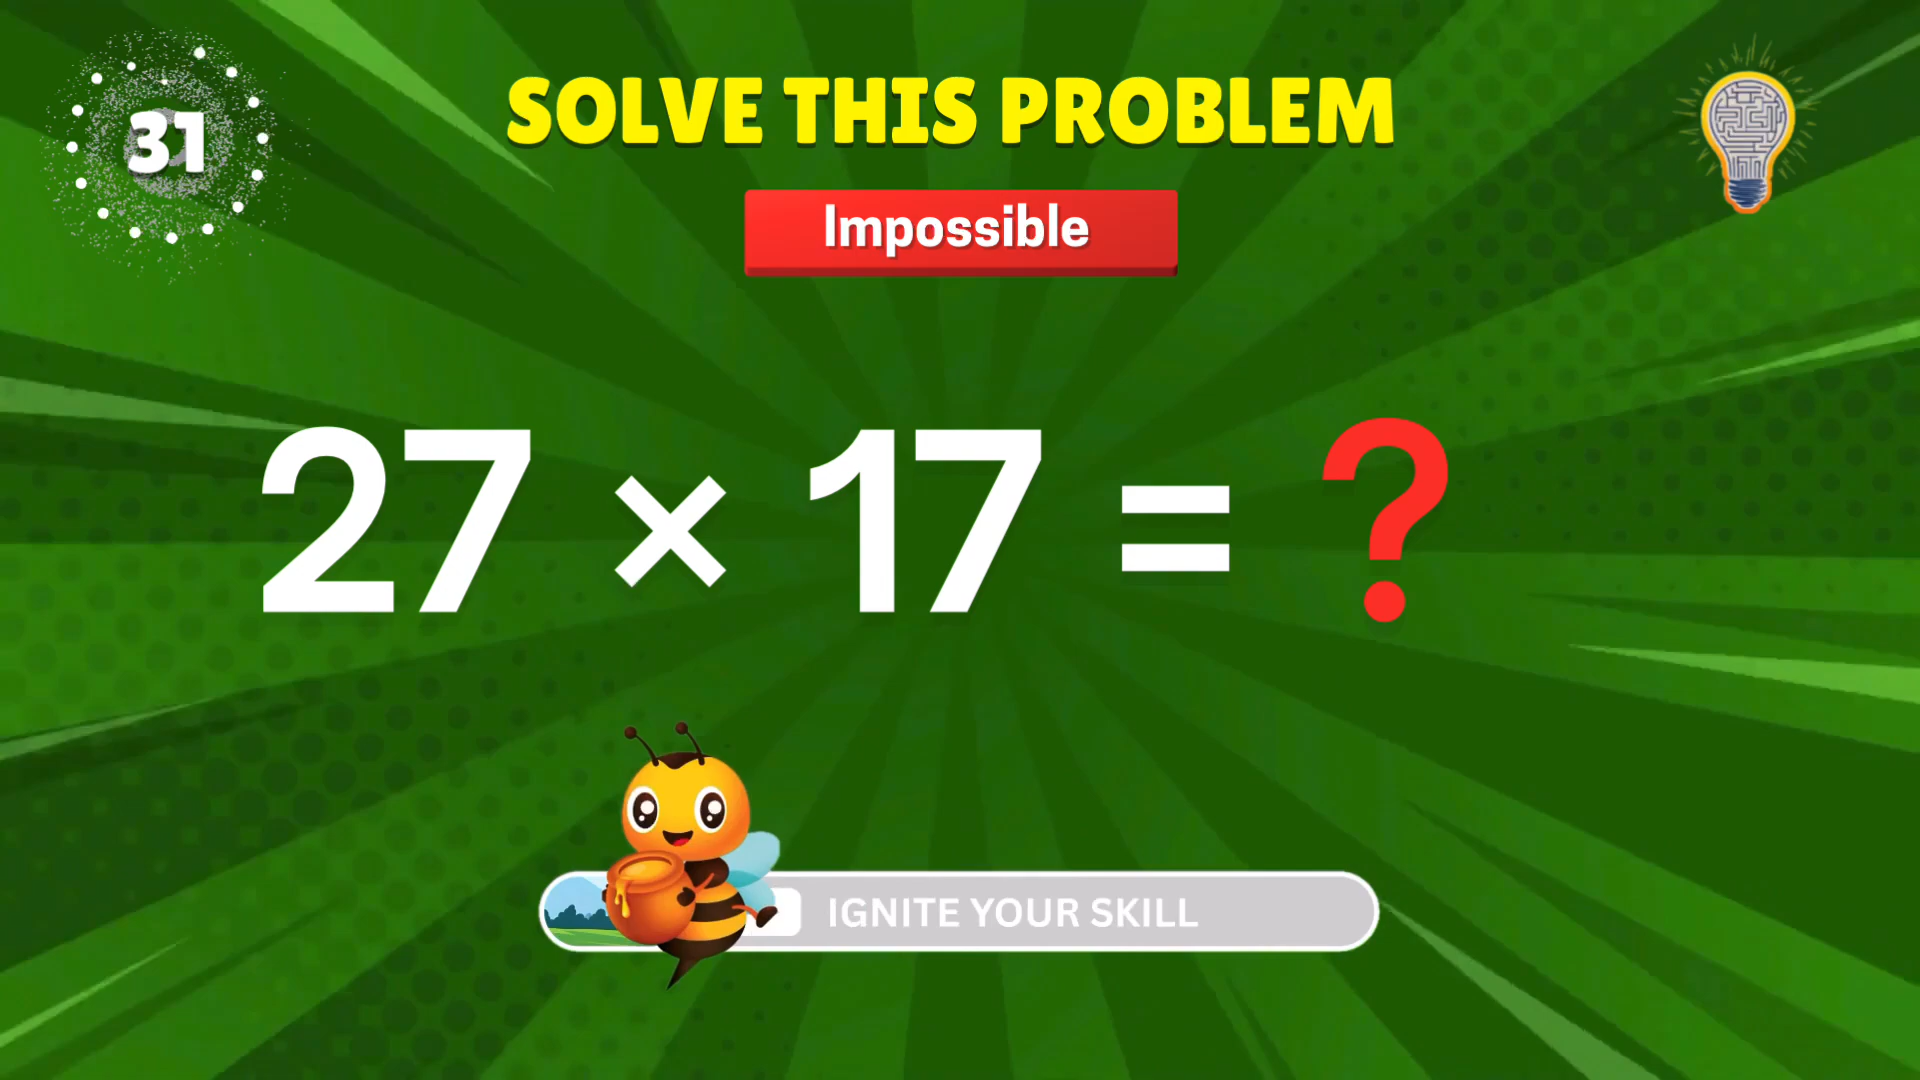 31
SOLVE THIS PROBLEM
Impossible
27 × 17 = ?
IGNITE YOUR SKILL